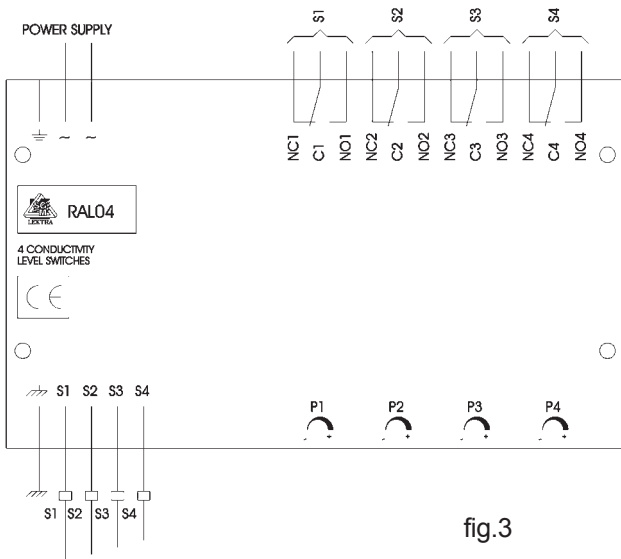 S1 S2 S3 S4
POWER SUPPLY
~ ~
NC1 C1 NO1 NC2 C2 NO2 NC3 C3 NO3 NC4 C4 NO4
LEKTRA RAL04
4 CONDUCTIVITY
LEVEL SWITCHES
CE
S1 S2 S3 S4
P1 P2 P3 P4
- + - + - + - +
S1 S2 S3 S4
fig.3